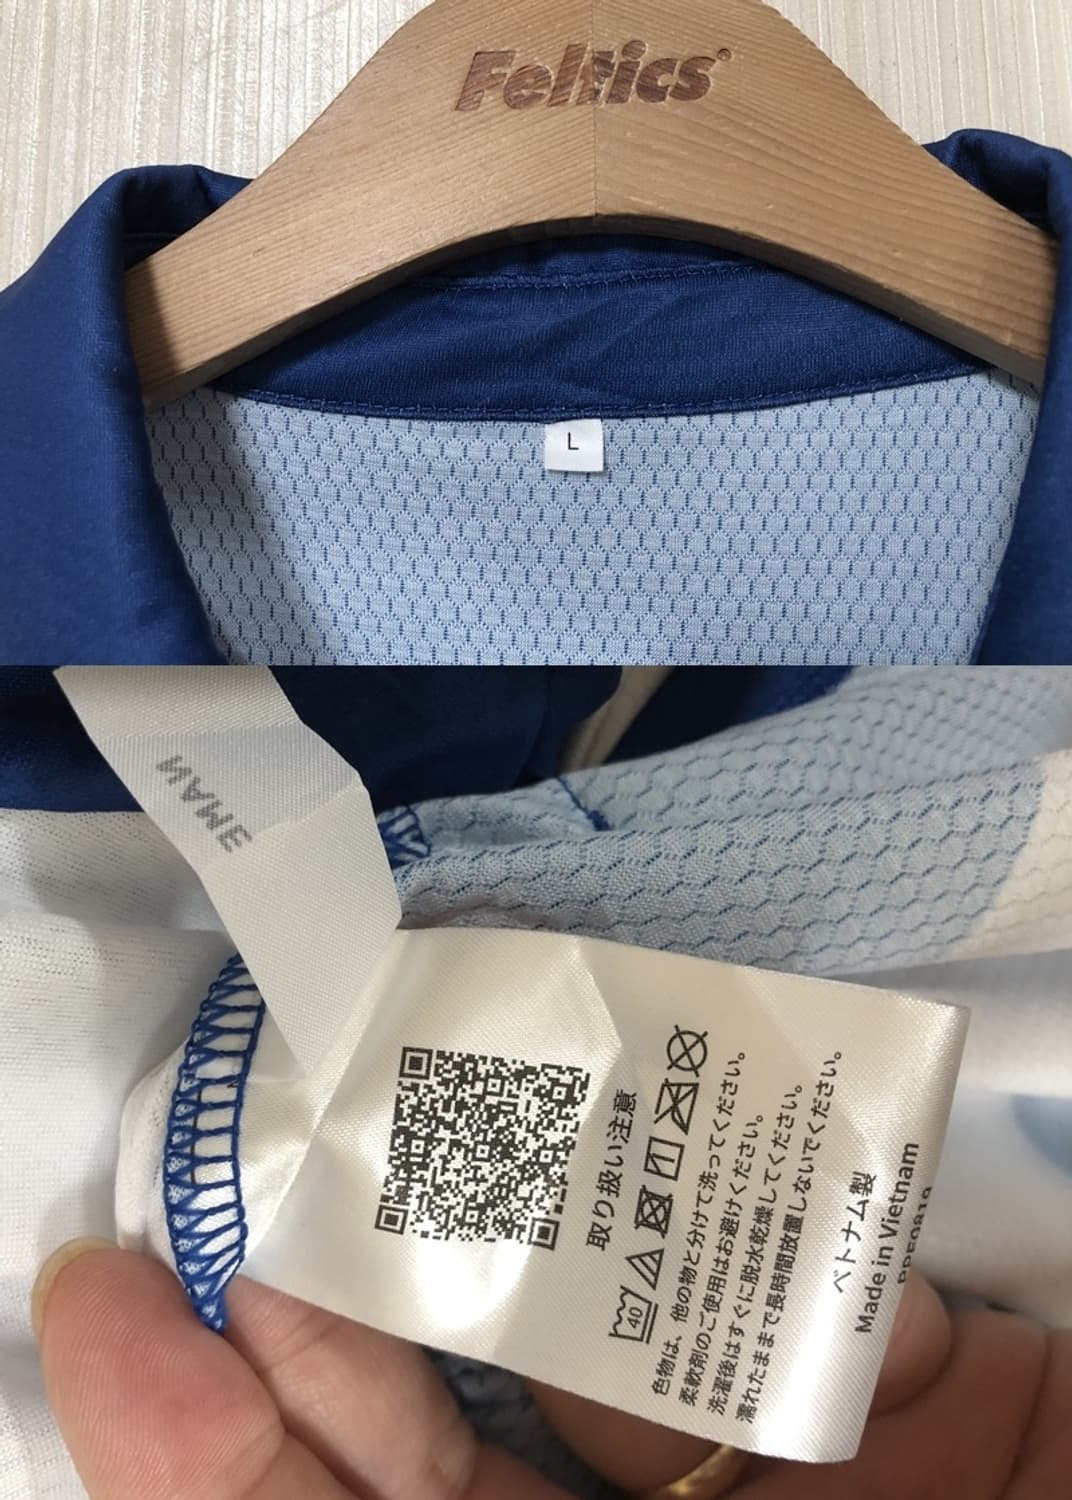 Feltics®
L
NAME
取り扱い注意
40
1
色物は、他の物と分けて洗ってください。
柔軟剤のご使用はお避けください。
洗濯後はすぐに脱水乾燥してください。
濡れたままで長時間放置しないでください。
ベトナム製
Made in Vietnam